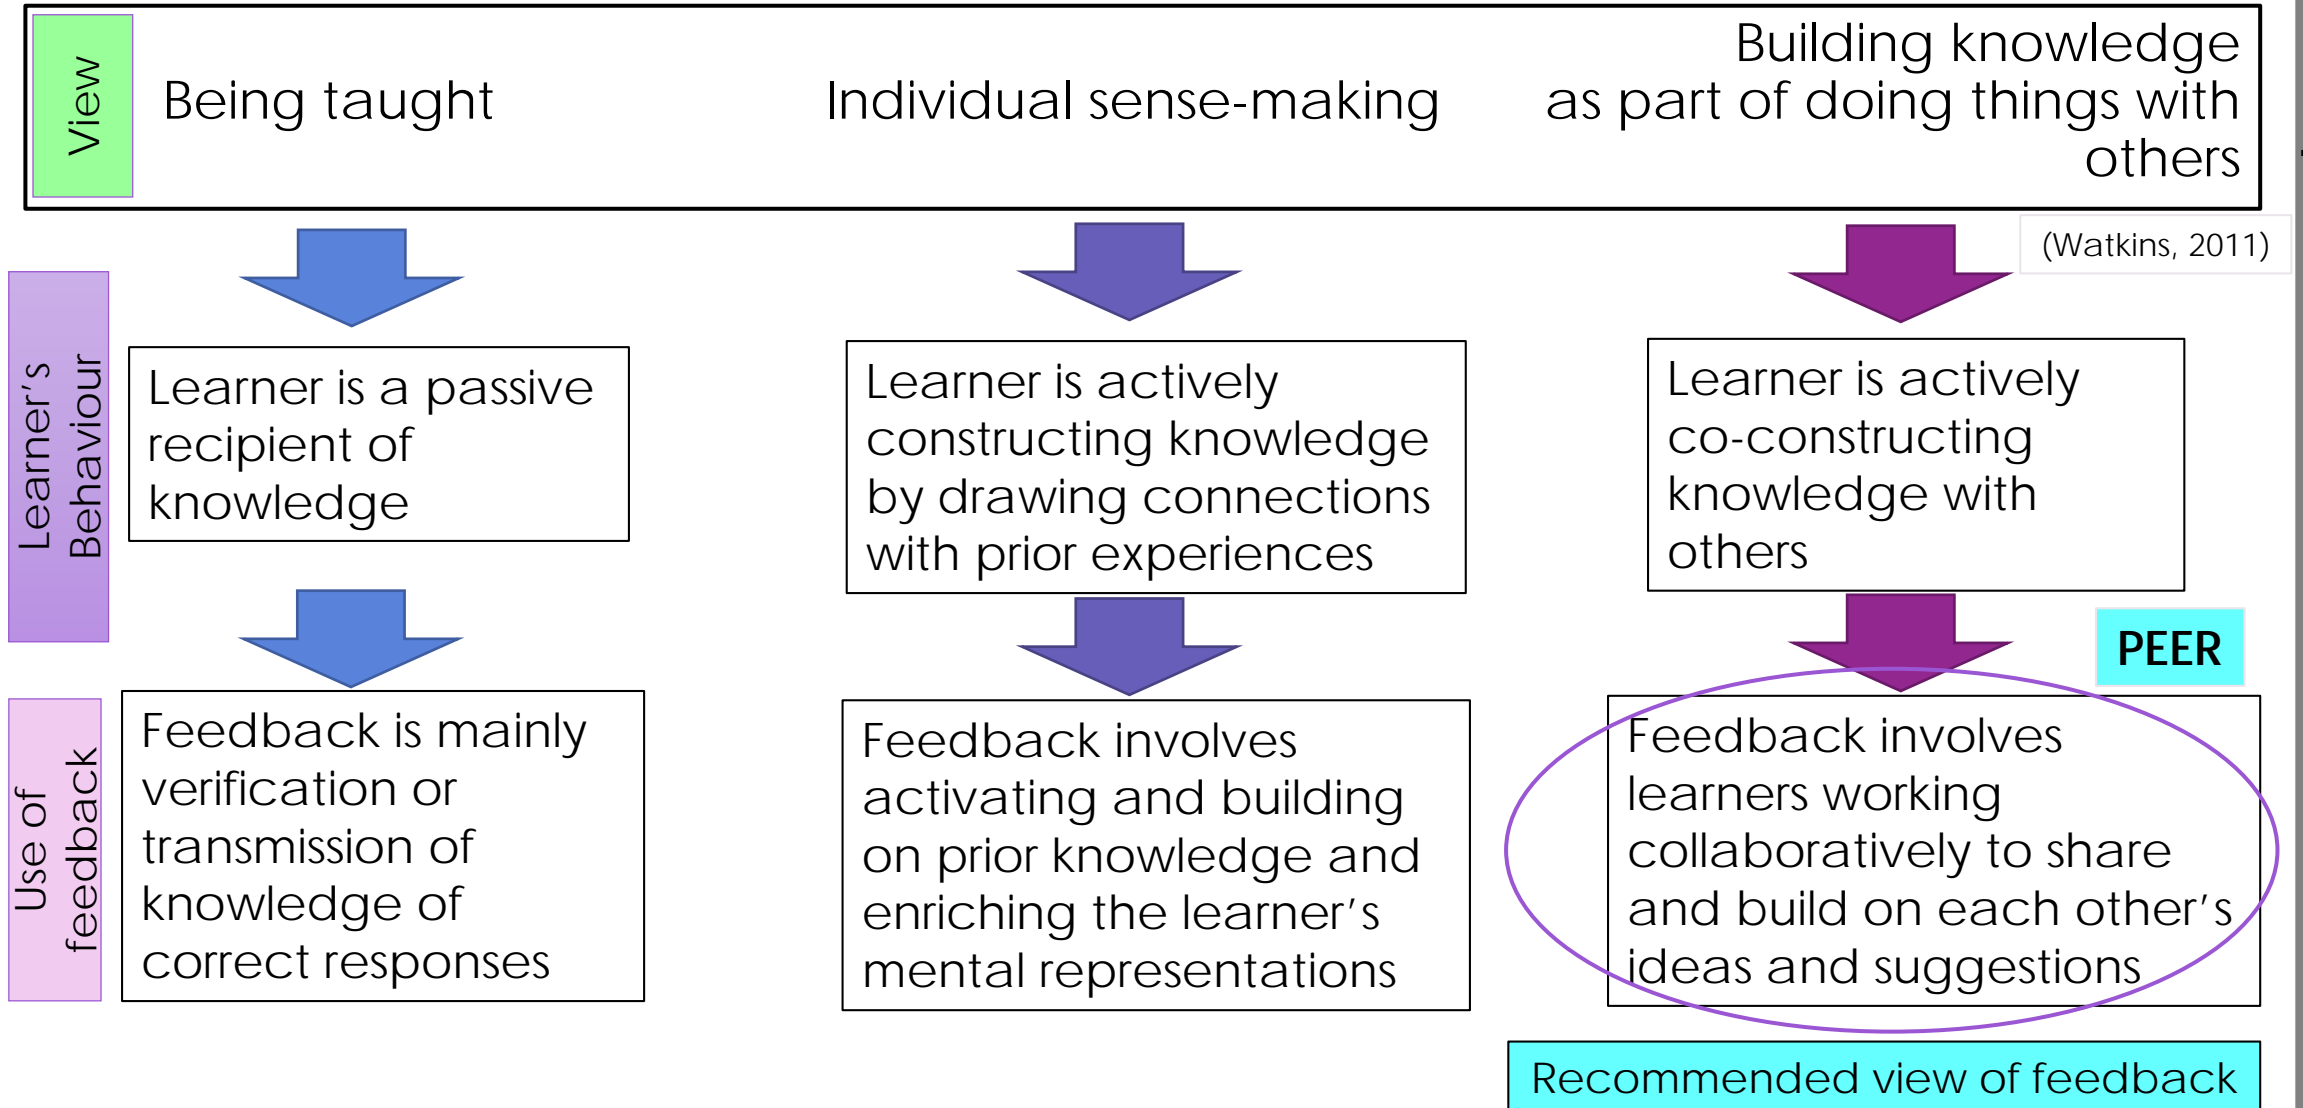 View
Being taught
Individual sense-making
Building knowledge
as part of doing things with
others
(Watkins, 2011)
Learner's
Behaviour
Learner is a passive
recipient of
knowledge
Learner is actively
constructing knowledge
by drawing connections
with prior experiences
Learner is actively
co-constructing
knowledge with
others
PEER
Use of
feedback
Feedback is mainly
verification or
transmission of
knowledge of
correct responses
Feedback involves
activating and building
on prior knowledge and
enriching the learner's
mental representations
Feedback involves
learners working
collaboratively to share
and build on each other's
ideas and suggestions
Recommended view of feedback